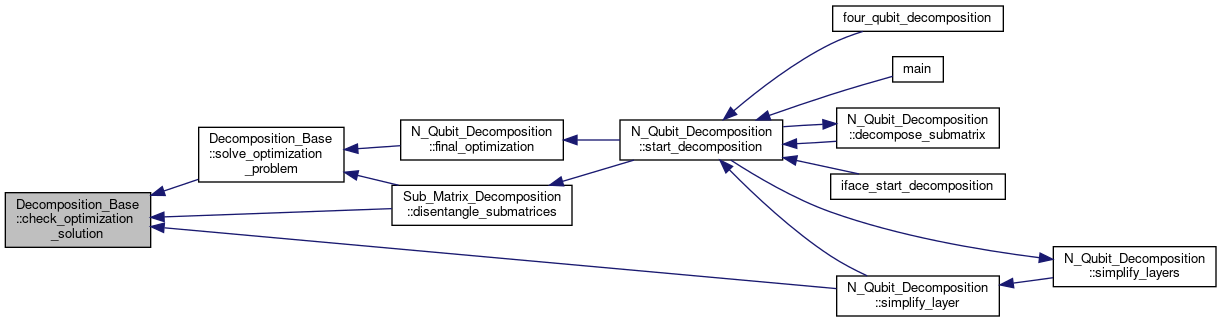 Decomposition_Base
::check_optimization
_solution
Decomposition_Base
::solve_optimization
_problem
N_Qubit_Decomposition
::final_optimization
Sub_Matrix_Decomposition
::disentangle_submatrices
N_Qubit_Decomposition
::start_decomposition
four_qubit_decomposition
main
N_Qubit_Decomposition
::decompose_submatrix
iface_start_decomposition
N_Qubit_Decomposition
::simplify_layer
N_Qubit_Decomposition
::simplify_layers